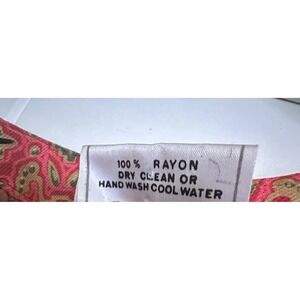 100 % RAYON
DRY CLEAN OR
HAND WASH COOL WATER